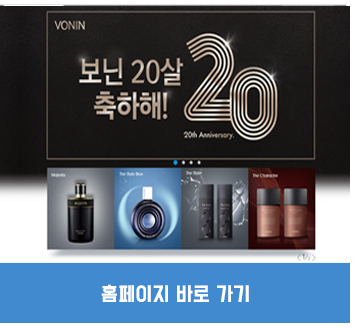 VONIN
보닌 20살
축하해!
20
20th Anniversary.
The Style Blue
The Style
The Character
홈페이지 바로 가기